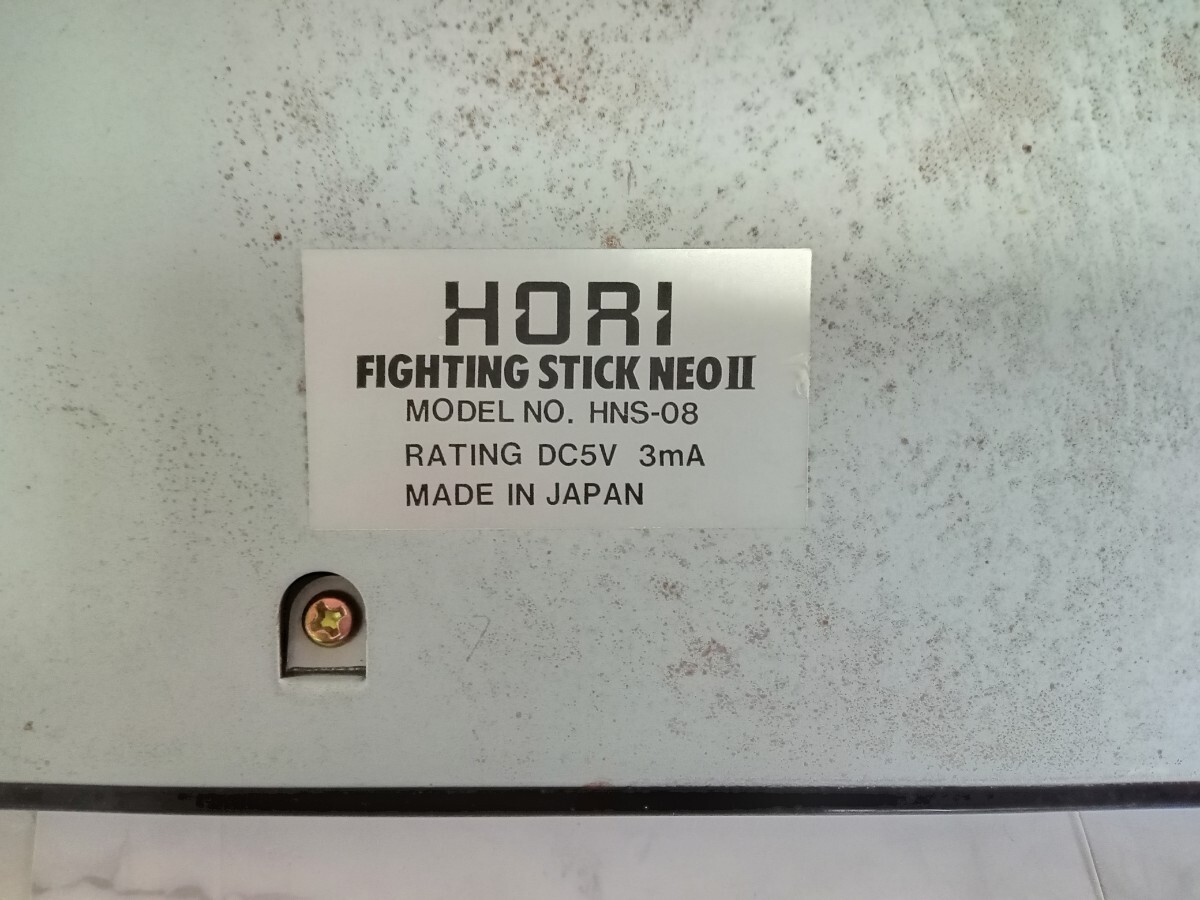 HORI
FIGHTING STICK NEO II
MODEL NO. HNS-08
RATING DC5V 3mA
MADE IN JAPAN